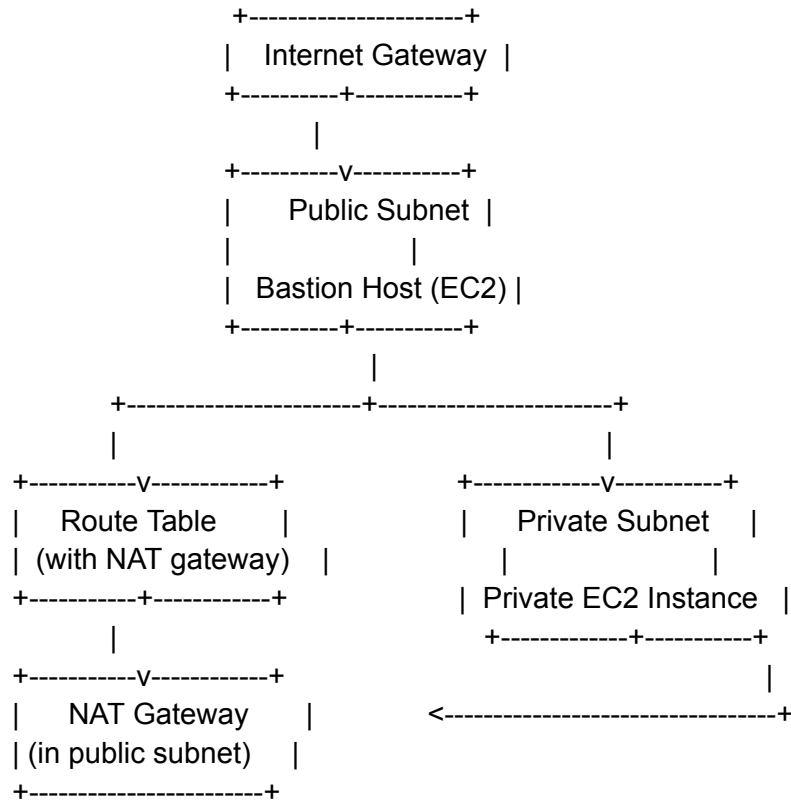 Internet Gateway
Public Subnet
Bastion Host (EC2)
Route Table
Private Subnet
(with NAT gateway)
Private EC2 Instance
NAT Gateway
(in public subnet)